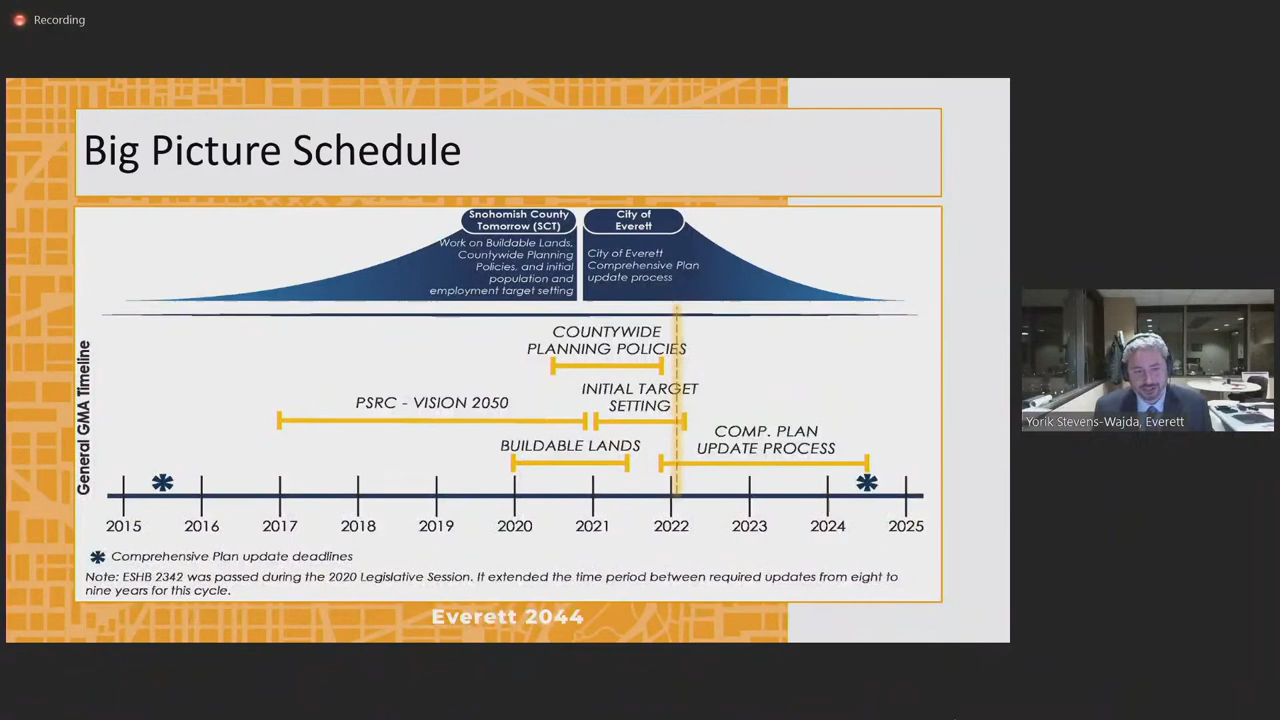 Recording
Big Picture Schedule
Snohomish County
Tomorrow (SCT)
Work on Buildable Lands,
Countywide Planning
Policies, and initial
population and
employment target setting
City of
Everett
City of Everett
Comprehensive Plan
update process
General GMA Timeline
COUNTYWIDE
PLANNING POLICIES
INITIAL TARGET
SETTING
PSRC - VISION 2050
COMP. PLAN
UPDATE PROCESS
BUILDABLE LANDS
2015 2016 2017 2018 2019 2020 2021 2022 2023 2024 2025
Comprehensive Plan update deadlines
Note: ESHB 2342 was passed during the 2020 Legislative Session. It extended the time period between required updates from eight to
nine years for this cycle.
Everett 2044
Yorik Stevens-Wajda, Everett